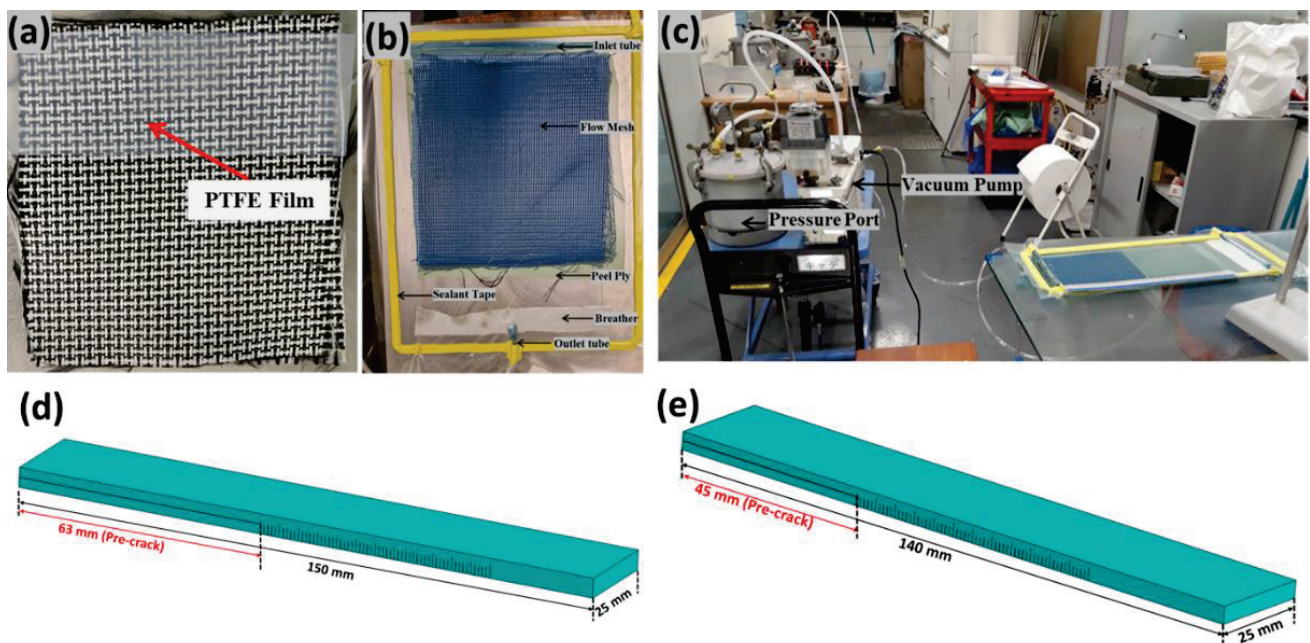 (a)
PTFE Film
(b)
Inlet tube
Flow Mesh
Peel Ply
Sealant Tape
Breather
Outlet tube
(c)
Vacuum Pump
Pressure Port
(d)
63 mm (Pre-crack)
150 mm
25 mm
(e)
45 mm (Pre-crack)
140 mm
25 mm